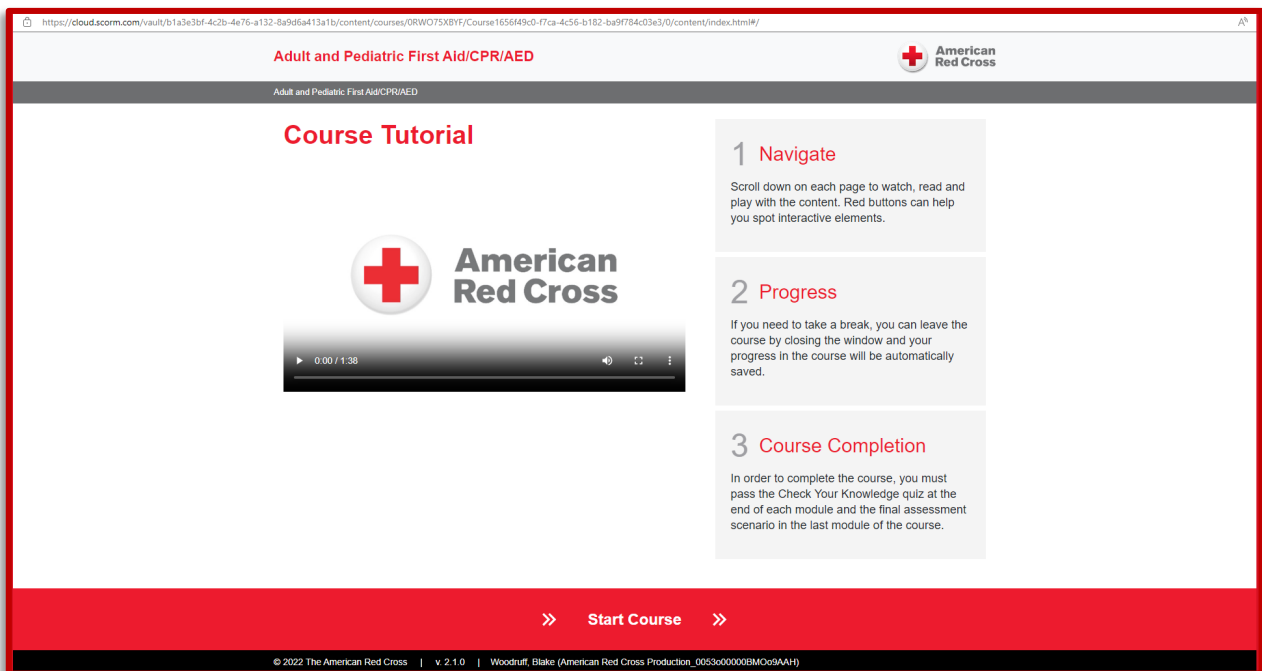 https://cloud.scorm.com/vault/b1a3e3bf-4c2b-4e76-a132-8a9d6a413a1b/content/courses/0RWO75XBYF/Course1656f49c0-f7ca-4c56-b182-ba9f784c03e3/0/content/index.html#/
Adult and Pediatric First Aid/CPR/AED
American
Red Cross
Adult and Pediatric First Aid/CPR/AED
Course Tutorial
American
Red Cross
0:00 / 1:38
1 Navigate
Scroll down on each page to watch, read and
play with the content. Red buttons can help
you spot interactive elements.
2 Progress
If you need to take a break, you can leave the
course by closing the window and your
progress in the course will be automatically
saved.
3 Course Completion
In order to complete the course, you must
pass the Check Your Knowledge quiz at the
end of each module and the final assessment
scenario in the last module of the course.
» Start Course »
© 2022 The American Red Cross | v. 2.1.0 | Woodruff, Blake (American Red Cross Production_0053o00000BMOo9AAH)